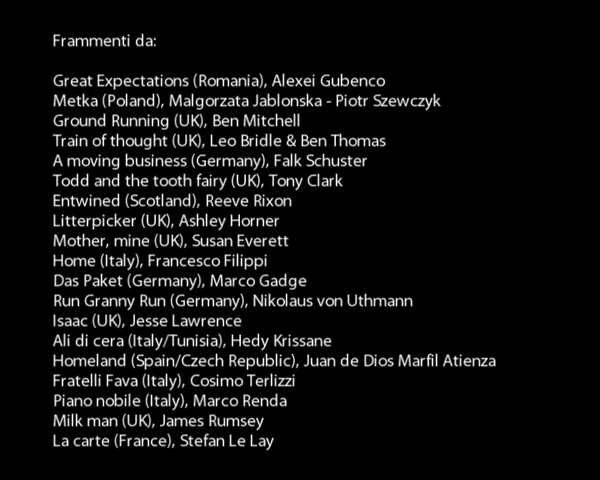 Frammenti da:
Great Expectations (Romania), Alexei Gubenco
Metka (Poland), Malgorzata Jablonska - Piotr Szewczyk
Ground Running (UK), Ben Mitchell
Train of thought (UK), Leo Bridle & Ben Thomas
A moving business (Germany), Falk Schuster
Todd and the tooth fairy (UK), Tony Clark
Entwined (Scotland), Reeve Rixon
Litterpicker (UK), Ashley Horner
Mother, mine (UK), Susan Everett
Home (Italy), Francesco Filippi
Das Paket (Germany), Marco Gadge
Run Granny Run (Germany), Nikolaus von Uthmann
Isaac (UK), Jesse Lawrence
Ali di cera (Italy/Tunisia), Hedy Krissane
Homeland (Spain/Czech Republic), Juan de Dios Marfil Atienza
Fratelli Fava (Italy), Cosimo Terlizzi
Piano nobile (Italy), Marco Renda
Milk man (UK), James Rumsey
La carte (France), Stefan Le Lay